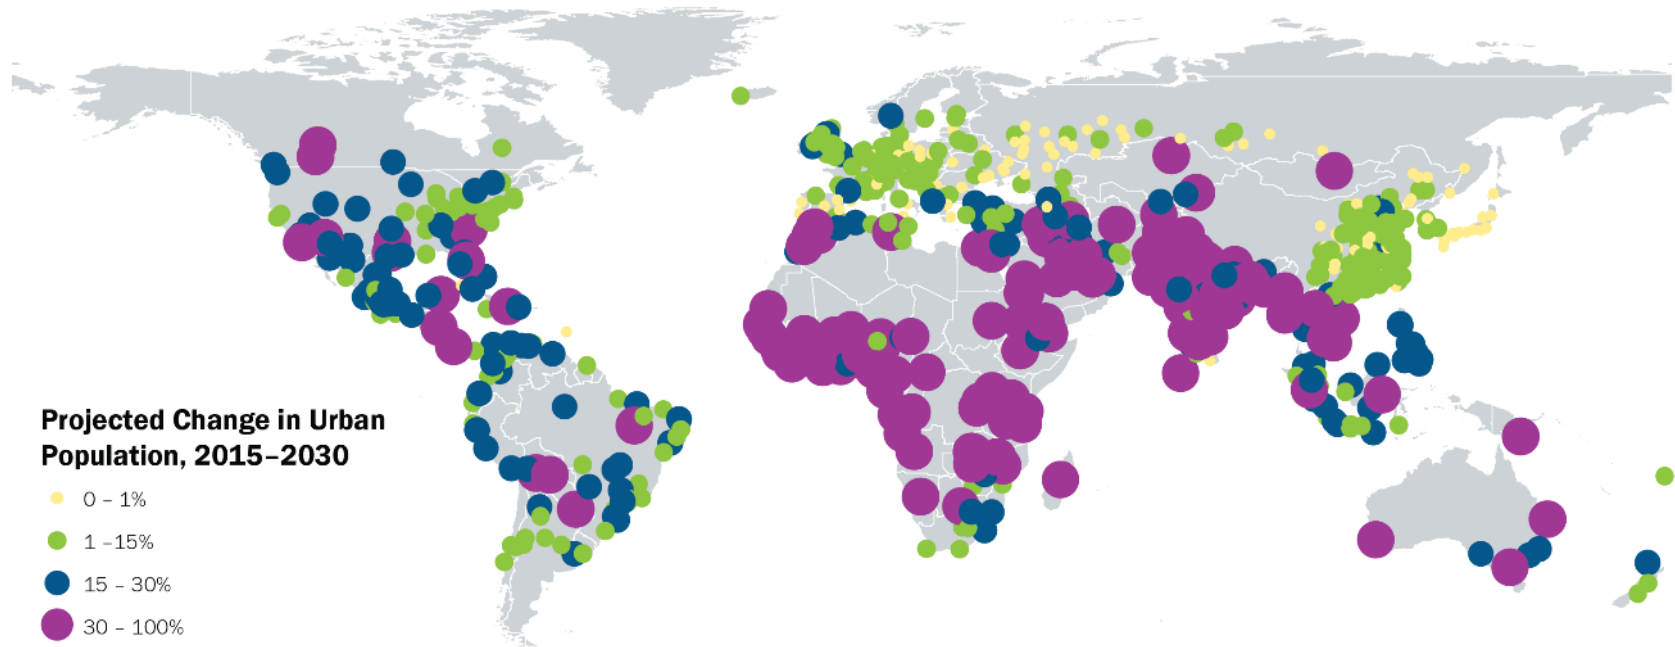 Projected Change in Urban
Population, 2015–2030
0 – 1%
1 –15%
15 – 30%
30 – 100%